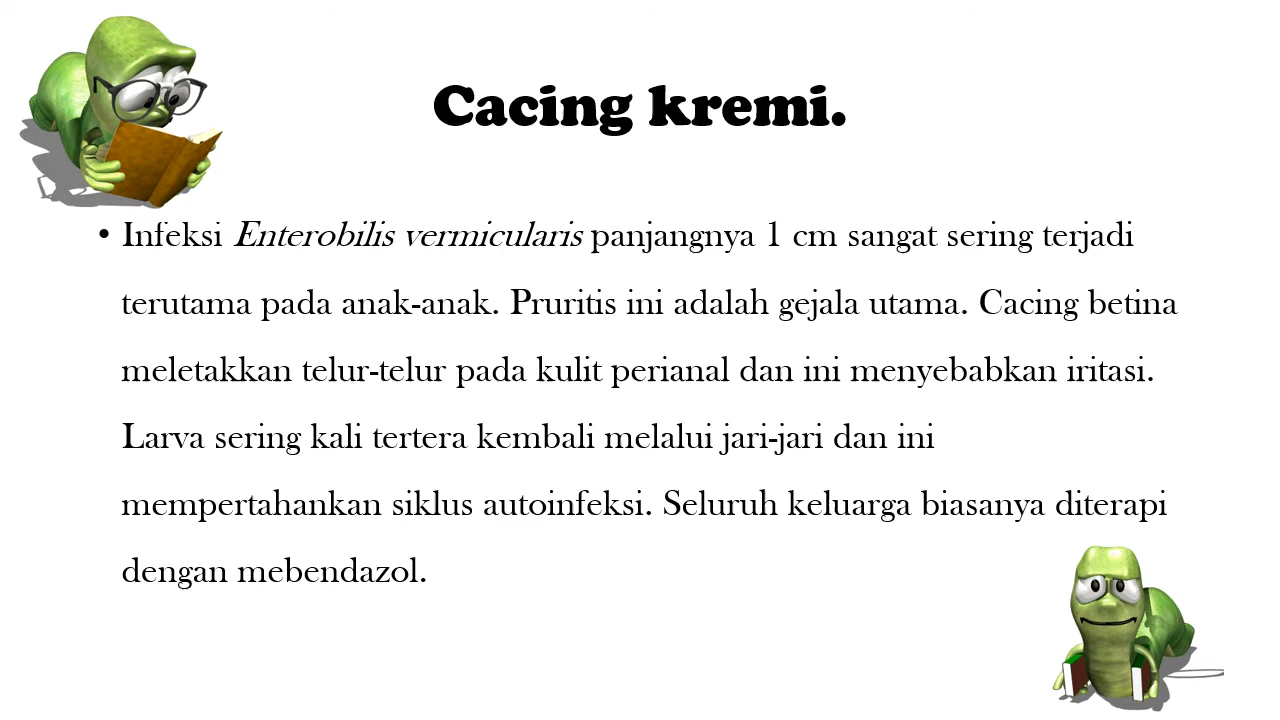 Cacing kremi.
• Infeksi Enterobilis vermicularis panjangnya 1 cm sangat sering terjadi
terutama pada anak-anak. Pruritis ini adalah gejala utama. Cacing betina
meletakkan telur-telur pada kulit perianal dan ini menyebabkan iritasi.
Larva sering kali tertera kembali melalui jari-jari dan ini
mempertahankan siklus autoinfeksi. Seluruh keluarga biasanya diterapi
dengan mebendazol.